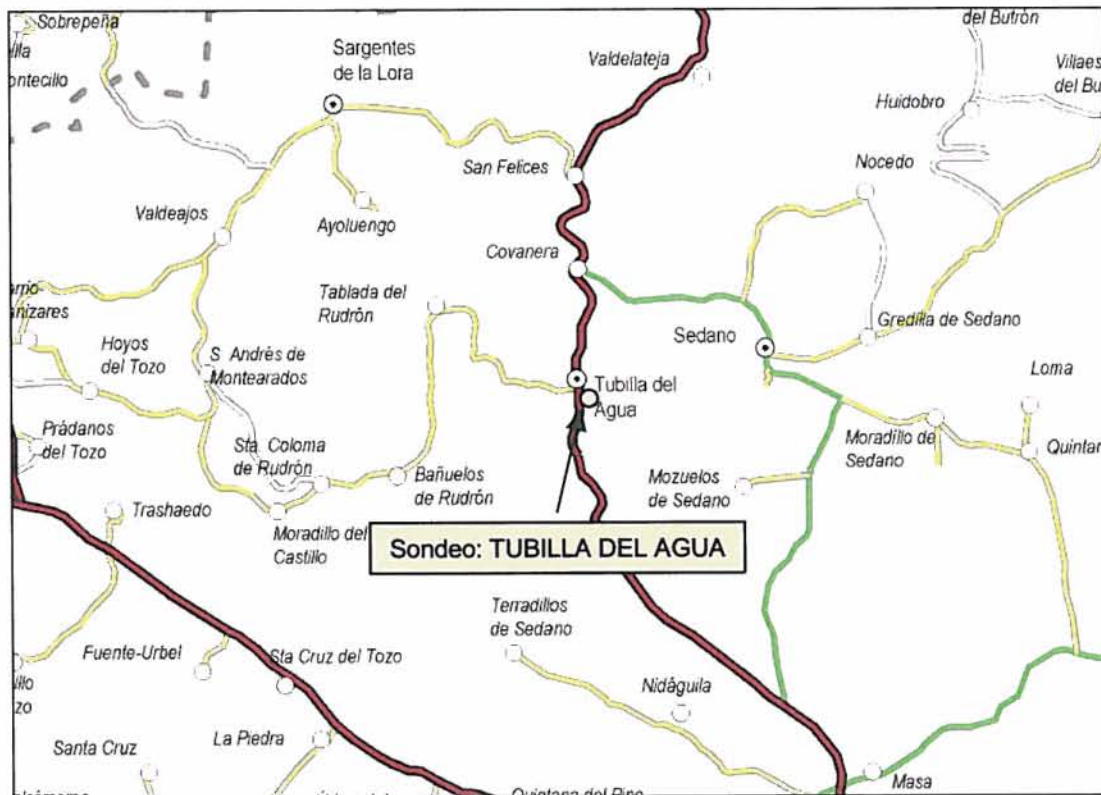 Sobrepeña
Sargentes
de la Lora
Valdelateja
del Butrón
Huidobro
San Felices
Nocedo
Valdeajos
Ayoluengo
Covanera
Tablada del
Rudrón
Sedano
Gredilla de Sedano
Hoyos
del Tozo
S. Andrés de
Montearados
Tubilla del
Agua
Loma
Prádanos
del Tozo
Sta. Coloma
de Rudrón
Bañuelos
de Rudrón
Mozuelos
de Sedano
Moradillo de
Sedano
Trashaedo
Moradillo del
Castillo
Sondeo: TUBILLA DEL AGUA
Terradillos
de Sedano
Fuente-Urbel
Sta Cruz del Tozo
Nidáguila
Santa Cruz
La Piedra
Masa